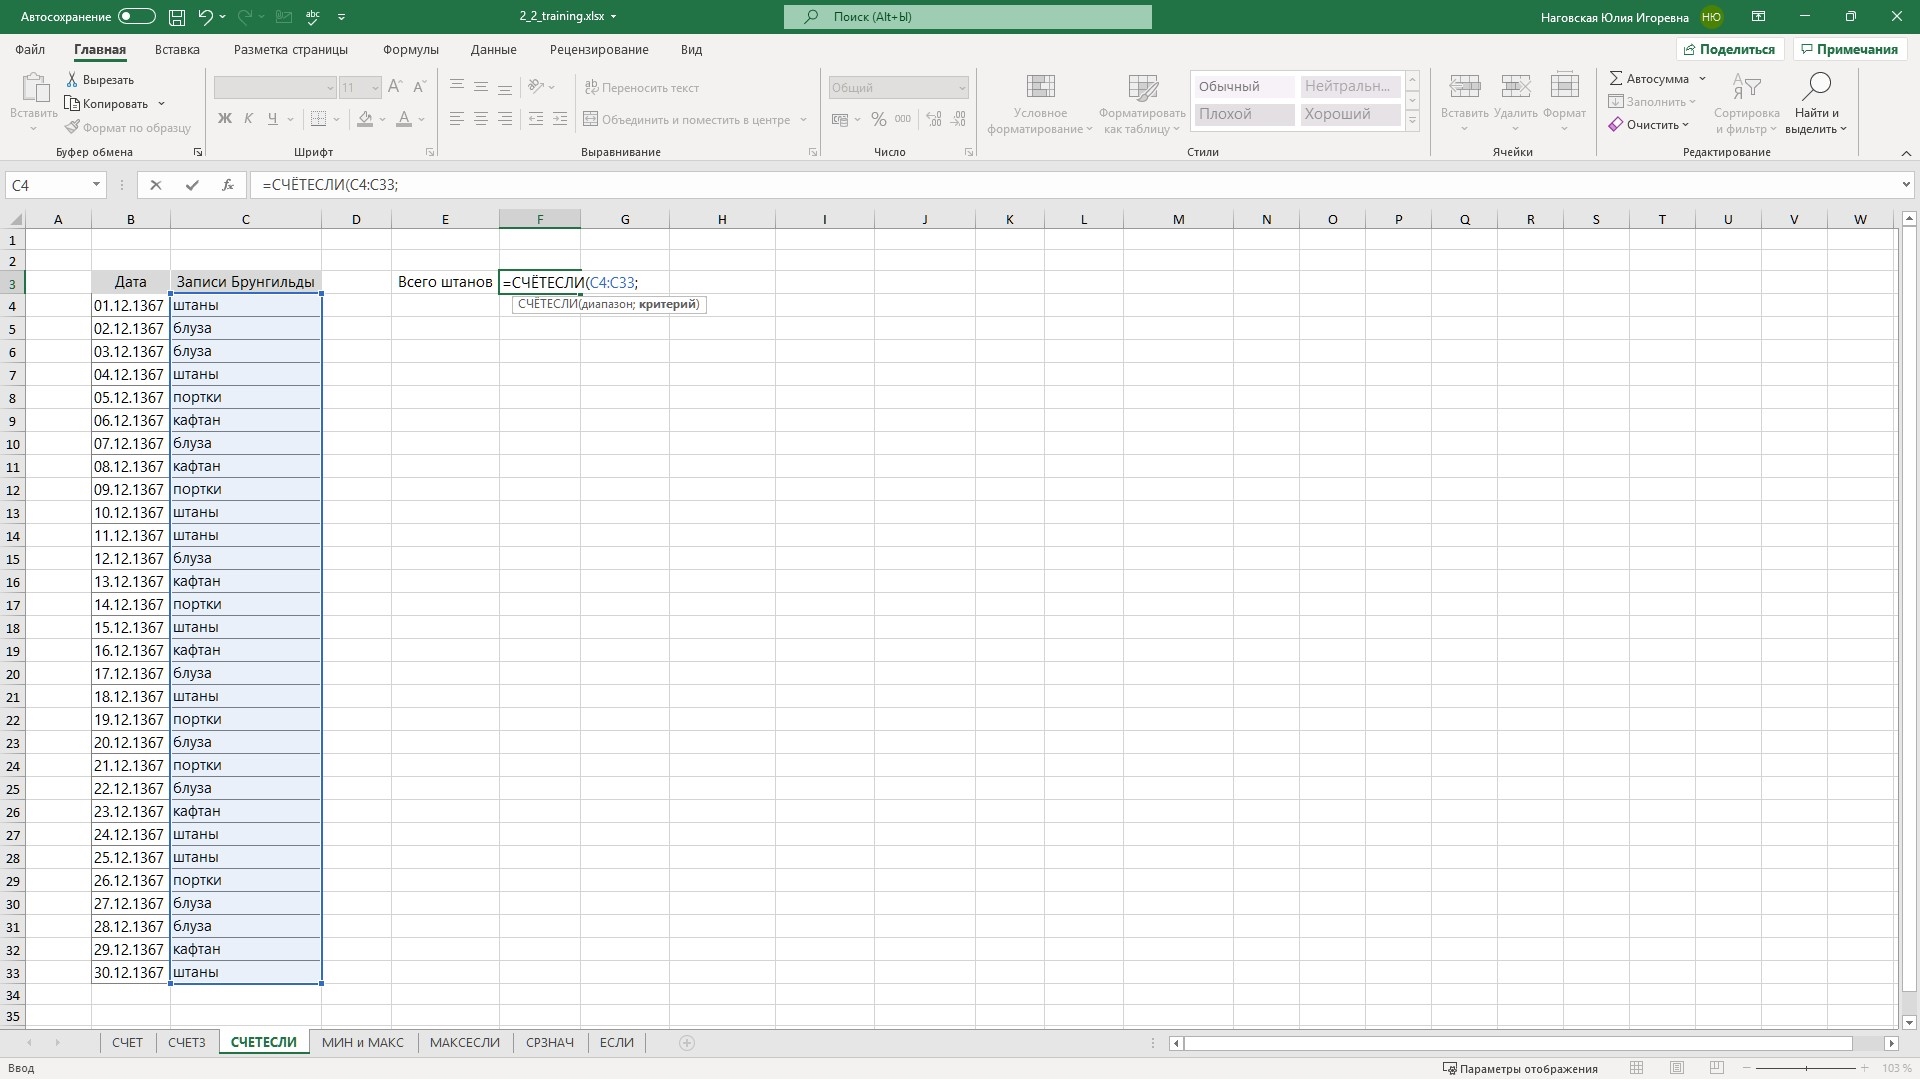 Автосохранение
2_2_training.xlsx
Поиск (Alt+Ы)
Наговская Юлия Игоревна НЮ
Файл Главная Вставка Разметка страницы Формулы Данные Рецензирование Вид
Поделиться Примечания
Вставить
Вырезать
Копировать
Формат по образцу
Буфер обмена
11
Ж К Ч
Шрифт
Переносить текст
Объединить и поместить в центре
Выравнивание
Общий
% 000
Число
Условное форматирование
Форматировать как таблицу
Обычный Нейтральн...
Плохой Хороший
Стили
Вставить Удалить Формат
Ячейки
Автосумма
Заполнить
Очистить
Сортировка и фильтр
Найти и выделить
Редактирование
C4 fx =СЧЁТЕСЛИ(C4:C33;
A B C D E F G H I J K L M N O P Q R S T U V W
1
2
3 Дата Записи Брунгильды Всего штанов =СЧЁТЕСЛИ(C4:C33;
СЧЁТЕСЛИ(диапазон; критерий)
4 01.12.1367 штаны
5 02.12.1367 блуза
6 03.12.1367 блуза
7 04.12.1367 штаны
8 05.12.1367 портки
9 06.12.1367 кафтан
10 07.12.1367 блуза
11 08.12.1367 кафтан
12 09.12.1367 портки
13 10.12.1367 штаны
14 11.12.1367 штаны
15 12.12.1367 блуза
16 13.12.1367 кафтан
17 14.12.1367 портки
18 15.12.1367 штаны
19 16.12.1367 кафтан
20 17.12.1367 блуза
21 18.12.1367 штаны
22 19.12.1367 портки
23 20.12.1367 блуза
24 21.12.1367 портки
25 22.12.1367 блуза
26 23.12.1367 кафтан
27 24.12.1367 штаны
28 25.12.1367 штаны
29 26.12.1367 портки
30 27.12.1367 блуза
31 28.12.1367 блуза
32 29.12.1367 кафтан
33 30.12.1367 штаны
34
35
СЧЕТ СЧЕТЗ СЧЕТЕСЛИ МИН и МАКС МАКСЕСЛИ СРЗНАЧ ЕСЛИ
Ввод
Параметры отображения
103 %